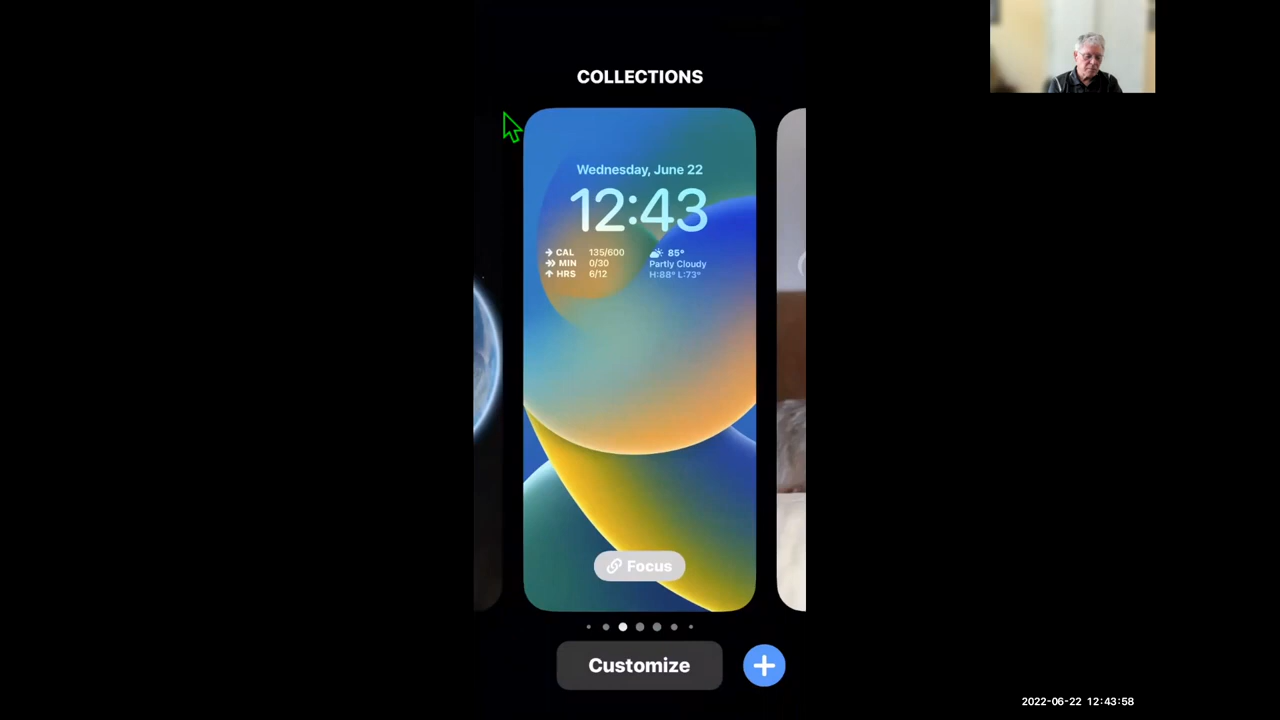 COLLECTIONS
Wednesday, June 22
12:43
CAL 135/600
MIN 0/30
HRS 6/12
85°
Partly Cloudy
H:88° L:73°
Focus
Customize
2022-06-22 12:43:58